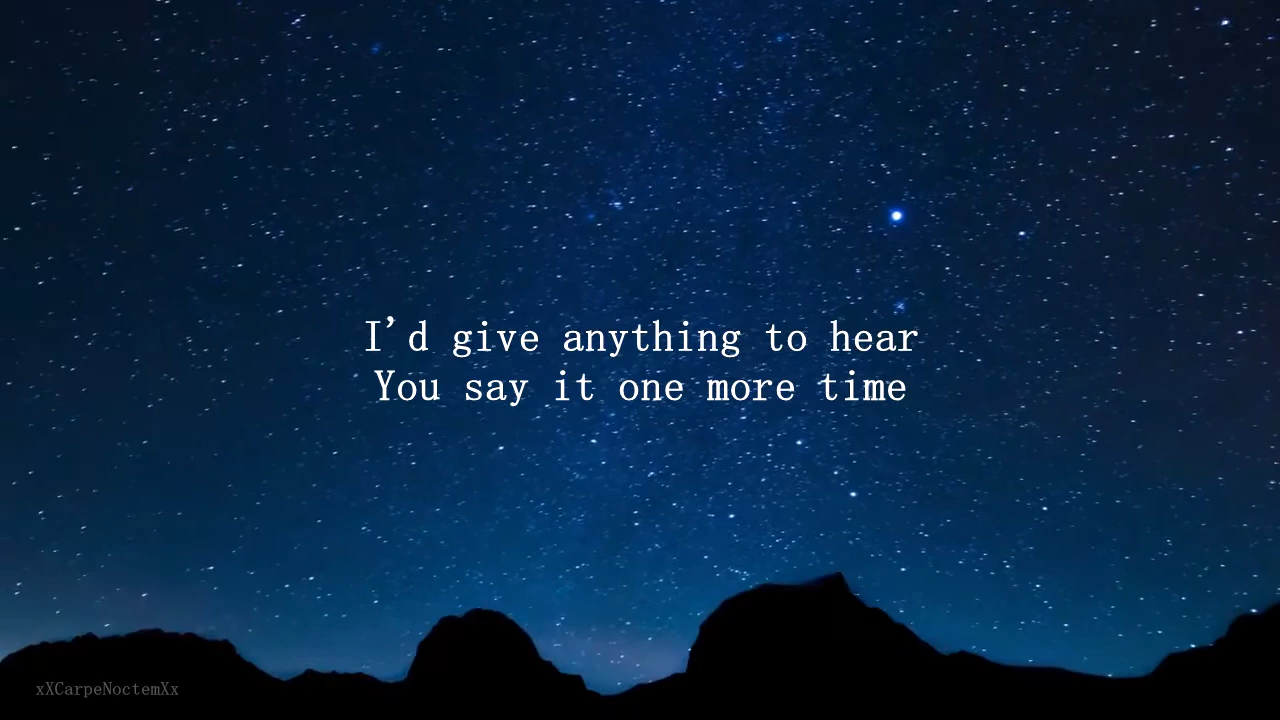 I'd give anything to hear
You say it one more time
xXCarpeNoctemXx